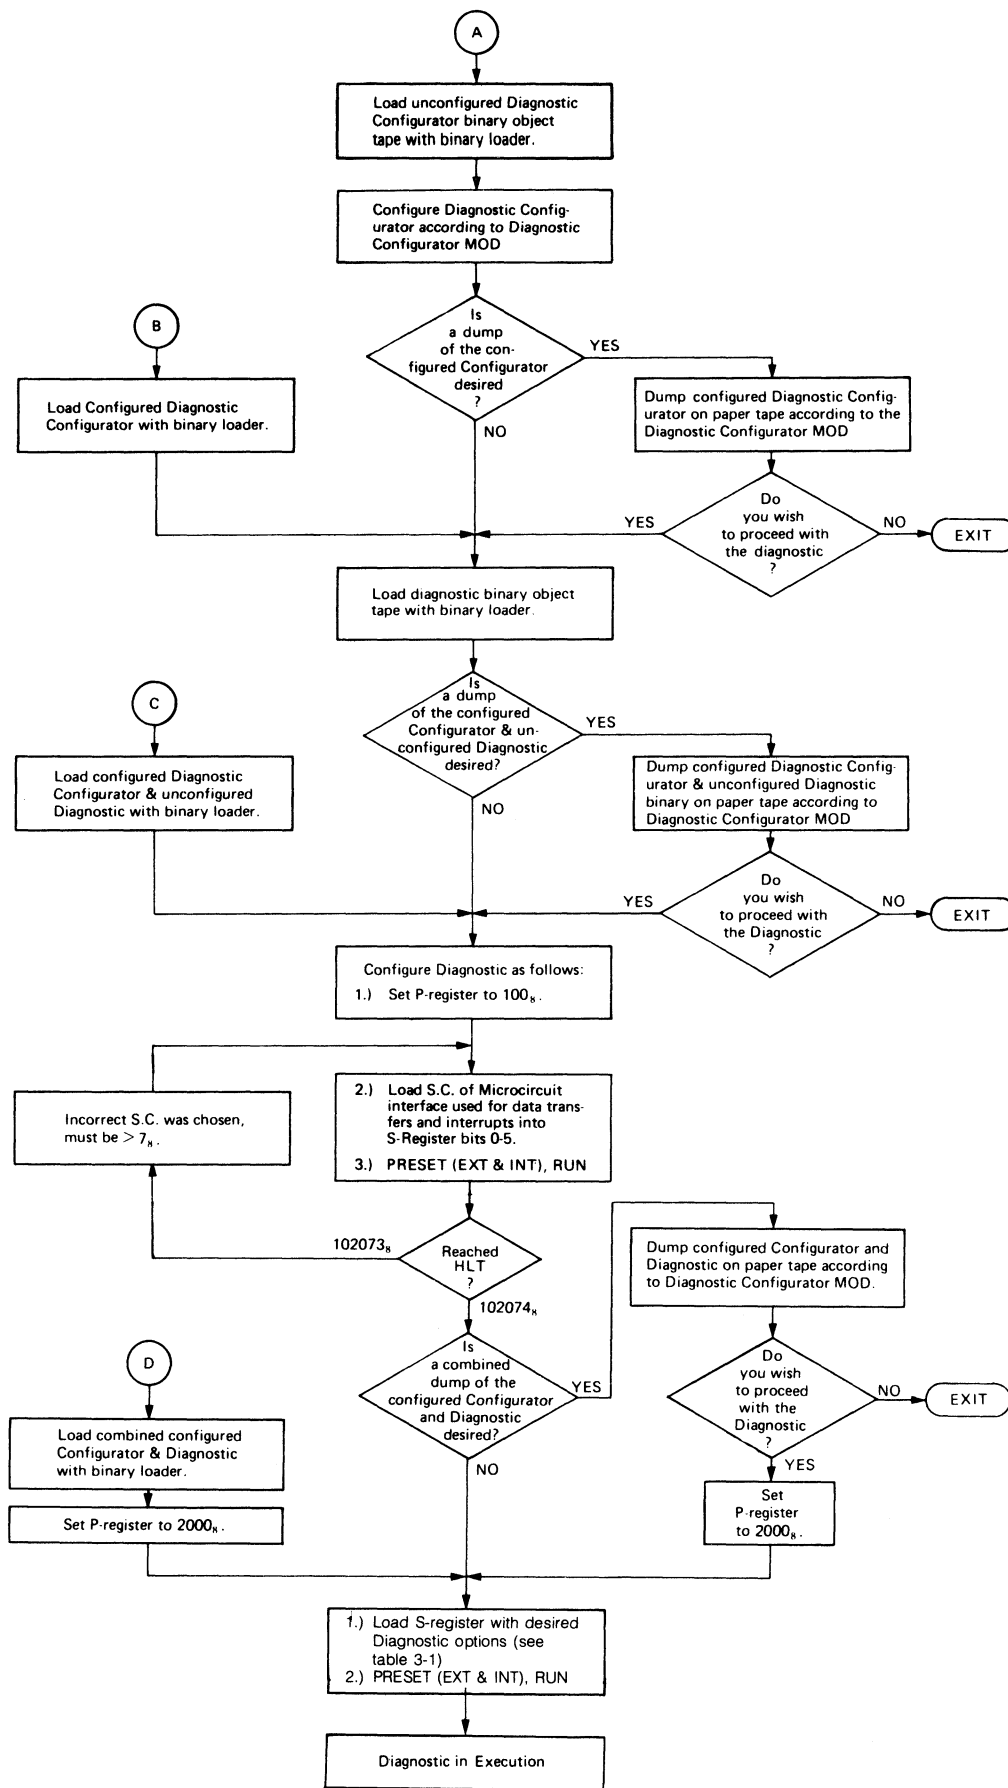 A
Load unconfigured Diagnostic
Configurator binary object
tape with binary loader.
Configure Diagnostic Config-
urator according to Diagnostic
Configurator MOD
Is
a dump
of the con-
figured Configurator
desired
?
YES
NO
B
Load Configured Diagnostic
Configurator with binary loader.
Dump configured Diagnostic Config-
urator on paper tape according to the
Diagnostic Configurator MOD
Do
you wish
to proceed with
the diagnostic
?
YES
NO
EXIT
Load diagnostic binary object
tape with binary loader.
Is
a dump
of the configured
Configurator & un-
configured Diagnostic
desired?
YES
NO
C
Load configured Diagnostic
Configurator & unconfigured
Diagnostic with binary loader.
Dump configured Diagnostic Config-
urator & unconfigured Diagnostic
binary on paper tape according to
Diagnostic Configurator MOD
Do
you wish
to proceed with
the Diagnostic
?
YES
NO
EXIT
Configure Diagnostic as follows:
1.) Set P-register to 100₈.
2.) Load S.C. of Microcircuit
interface used for data trans-
fers and interrupts into
S-Register bits 0-5.
3.) PRESET (EXT & INT), RUN
Incorrect S.C. was chosen,
must be > 7₈.
102073₈
Reached
HLT
?
102074₈
Is
a combined
dump of the
configured Configurator
and Diagnostic
desired?
YES
NO
Dump configured Configurator and
Diagnostic on paper tape according
to Diagnostic Configurator MOD.
Do
you wish
to proceed
with the
Diagnostic
?
NO
EXIT
YES
Set
P-register
to 2000₈.
D
Load combined configured
Configurator & Diagnostic
with binary loader.
Set P-register to 2000₈.
1.) Load S-register with desired
Diagnostic options (see
table 3-1)
2.) PRESET (EXT & INT), RUN
Diagnostic in Execution